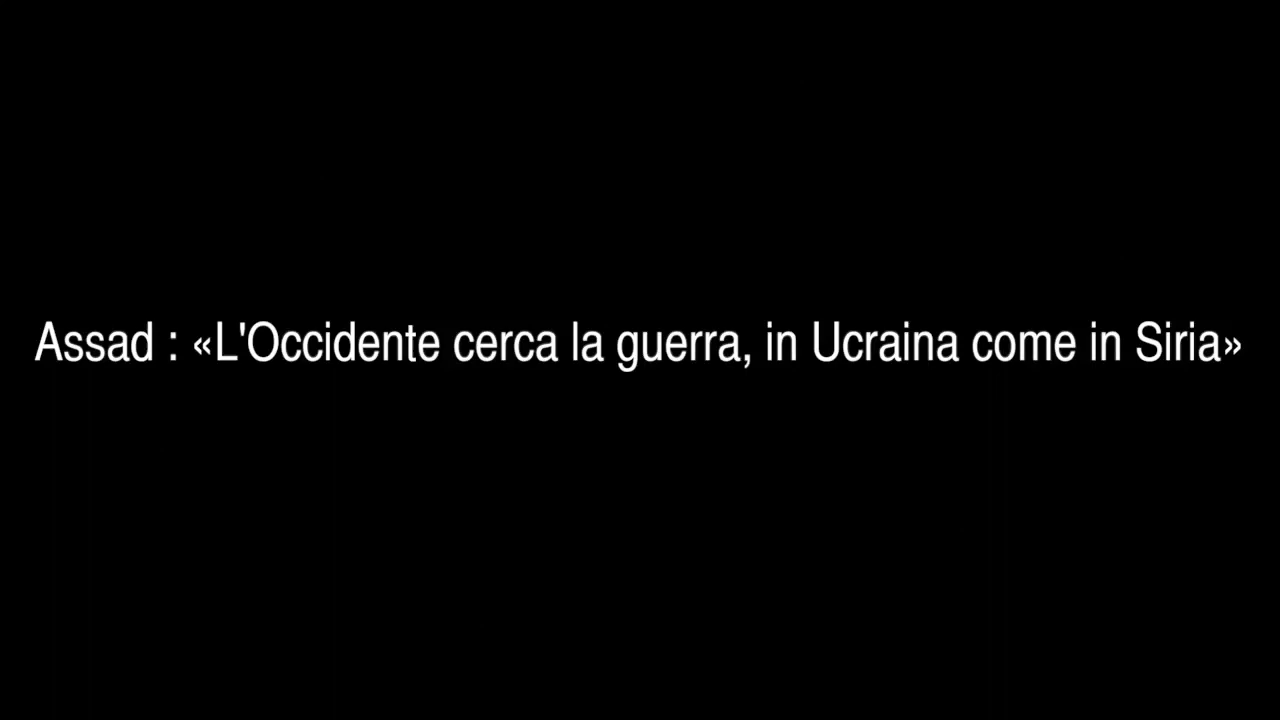 Assad : «L'Occidente cerca la guerra, in Ucraina come in Siria»